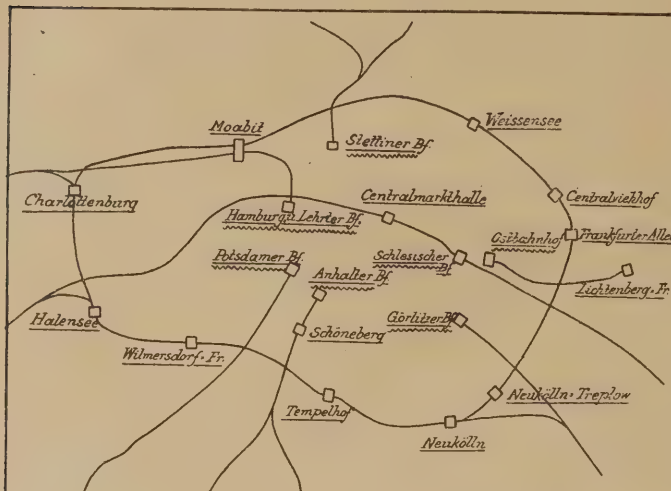 Weissensee
Moabit
Stettiner Bf.
Charlottenburg
Centralviehhof
Centralmarkthalle
Hamburg u. Lehrter Bf.
Frankfurter Allee
Ostbahnhof
Potsdamer Bf.
Schlesischer
Bf.
Anhalter Bf.
Lichtenberg-Fr.
Halensee
Görlitzer Bf.
Schöneberg
Wilmersdorf-Fr.
Neukölln-Treptow
Tempelhof
Neukölln